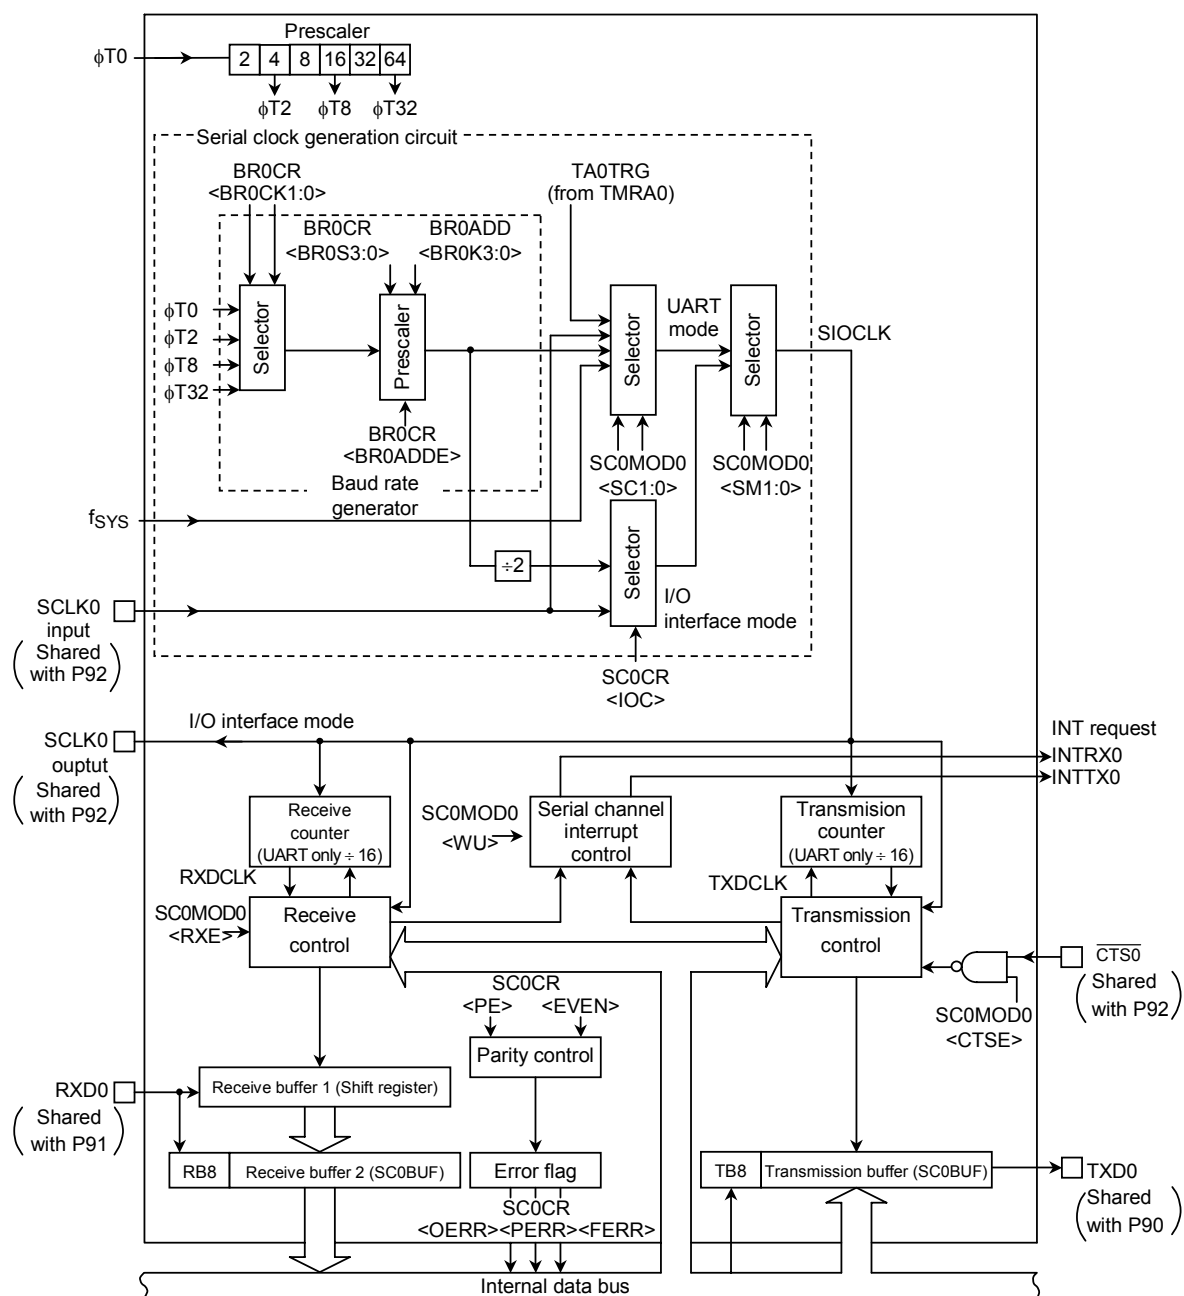 Prescaler
ϕT0
2 4 8 16 32 64
ϕT2 ϕT8 ϕT32
Serial clock generation circuit
BR0CR
<BR0CK1:0>
TA0TRG
(from TMRA0)
BR0CR
<BR0S3:0>
BR0ADD
<BR0K3:0>
ϕT0
ϕT2
ϕT8
ϕT32
Selector
Prescaler
Selector
UART
mode
Selector
SIOCLK
BR0CR
<BR0ADDE>
Baud rate
generator
SC0MOD0
<SC1:0>
SC0MOD0
<SM1:0>
fSYS
÷2
Selector
I/O
interface mode
SCLK0
input
(Shared
with P92)
SC0CR
<IOC>
I/O interface mode
SCLK0
ouptut
(Shared
with P92)
INT request
INTRX0
INTTX0
Receive
counter
(UART only ÷ 16)
SC0MOD0
<WU>
Serial channel
interrupt
control
Transmision
counter
(UART only ÷ 16)
RXDCLK
TXDCLK
SC0MOD0
<RXE>
Receive
control
Transmission
control
CTS0
(Shared
with P92)
SC0MOD0
<CTSE>
SC0CR
<PE> <EVEN>
Parity control
RXD0
(Shared
with P91)
Receive buffer 1 (Shift register)
RB8 Receive buffer 2 (SC0BUF)
Error flag
TB8 Transmission buffer (SC0BUF)
TXD0
(Shared
with P90)
SC0CR
<OERR><PERR><FERR>
Internal data bus